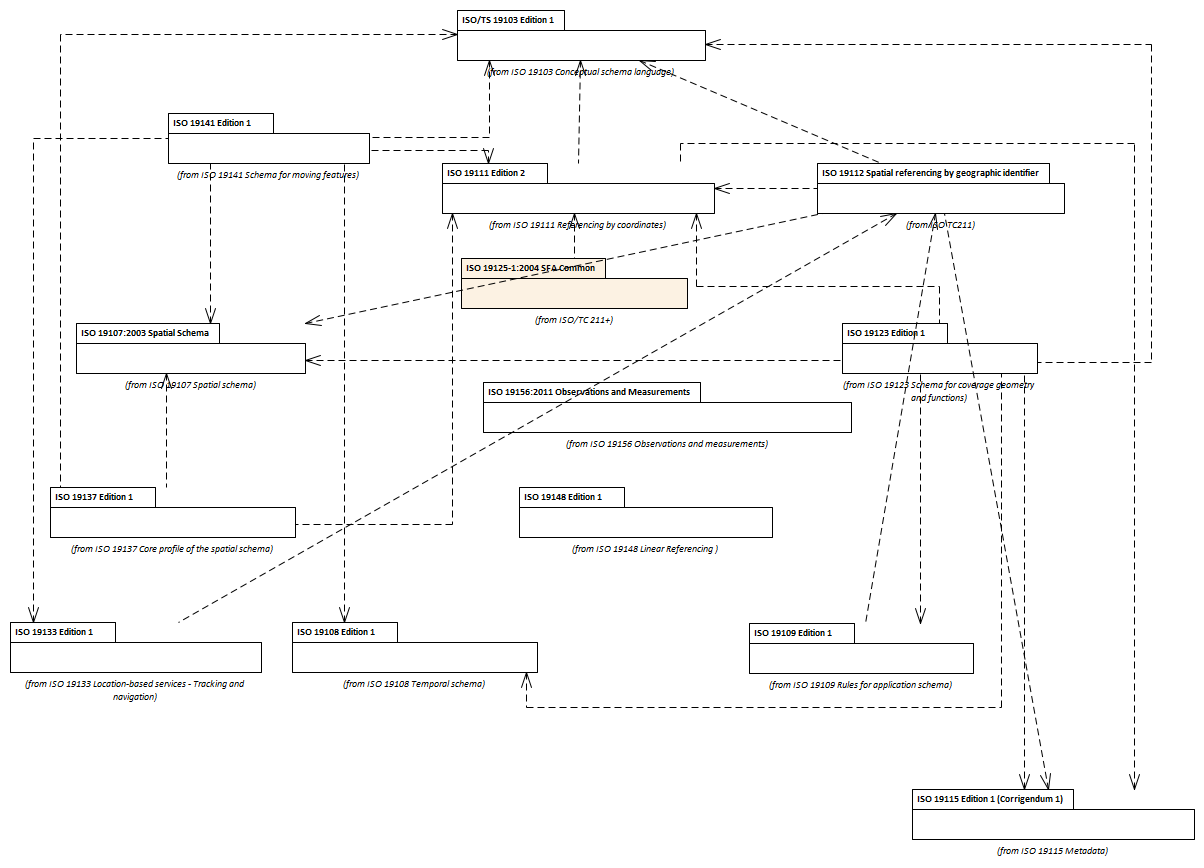 ISO/TS 19103 Edition 1
(from ISO 19103 Conceptual schema language)
ISO 19141 Edition 1
(from ISO 19141 Schema for moving features)
ISO 19111 Edition 2
(from ISO 19111 Referencing by coordinates)
ISO 19112 Spatial referencing by geographic identifier
(from ISO TC211)
ISO 19125-1:2004 SFA Common
(from ISO/TC 211+)
ISO 19107:2003 Spatial Schema
(from ISO 19107 Spatial schema)
ISO 19123 Edition 1
(from ISO 19123 Schema for coverage geometry
and functions)
ISO 19156:2011 Observations and Measurements
(from ISO 19156 Observations and measurements)
ISO 19137 Edition 1
(from ISO 19137 Core profile of the spatial schema)
ISO 19148 Edition 1
(from ISO 19148 Linear Referencing )
ISO 19133 Edition 1
(from ISO 19133 Location-based services - Tracking and
navigation)
ISO 19108 Edition 1
(from ISO 19108 Temporal schema)
ISO 19109 Edition 1
(from ISO 19109 Rules for application schema)
ISO 19115 Edition 1 (Corrigendum 1)
(from ISO 19115 Metadata)